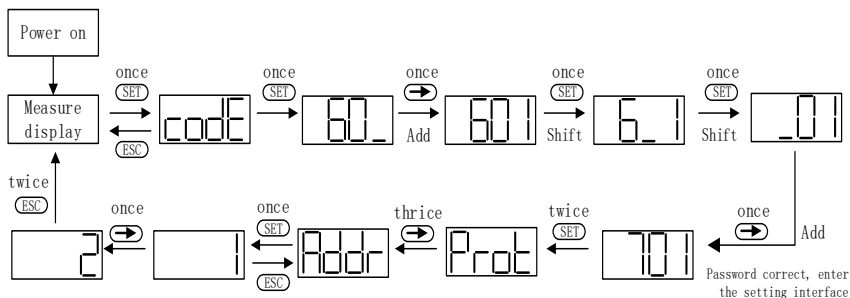 Power on
once
once
once
once
once
SET
SET
→
SET
SET
Measure
display
codE
60_
601
6_1
_01
ESC
Add
Shift
Shift
twice
ESC
once
once
thrice
twice
once
→
SET
→
SET
→
Add
2
1
Addr
Prot
701
ESC
Password correct, enter
the setting interface